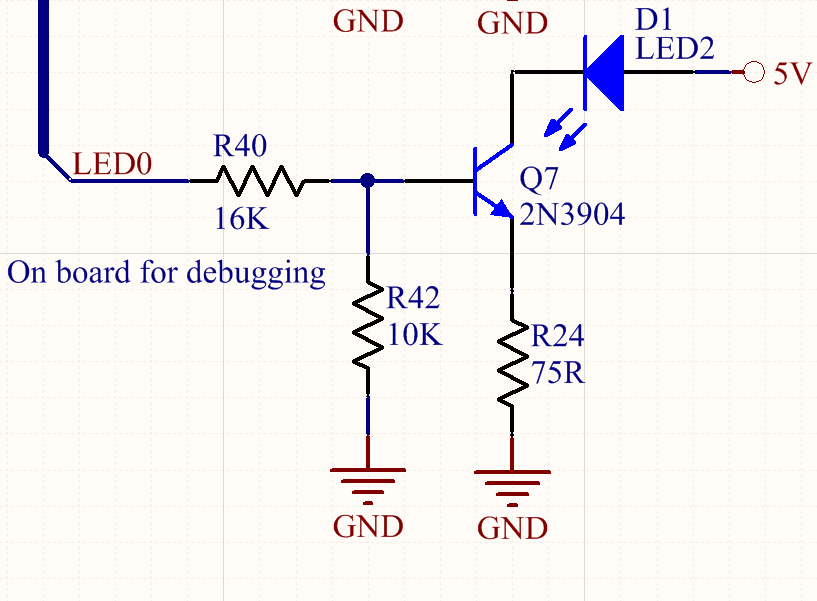 GND
GND
D1
LED2
5V
R40
LED0
16K
Q7
2N3904
On board for debugging
R42
10K
R24
75R
GND
GND